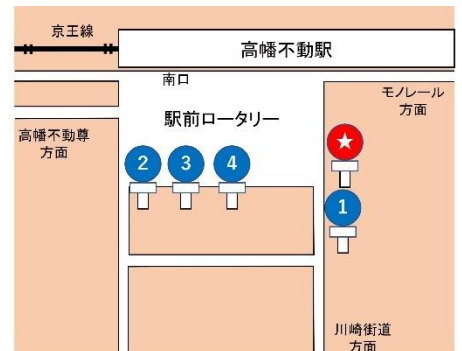 京王線
高幡不動駅
南口
モノレール
方面
駅前ロータリー
高幡不動尊
方面
★
2
3
4
1
川崎街道
方面